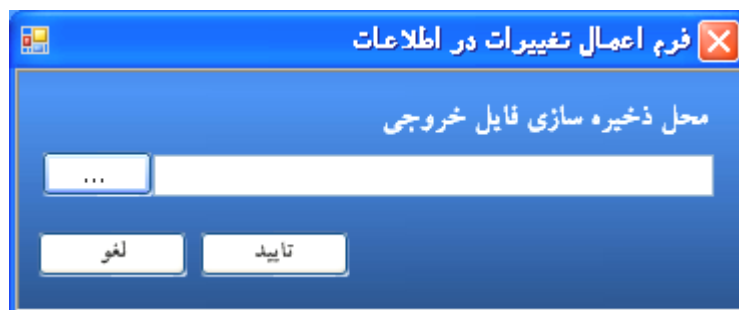 فرم اعمال تغییرات در اطلاعات
محل ذخیره سازی فایل خروجی
...
تایید لغو